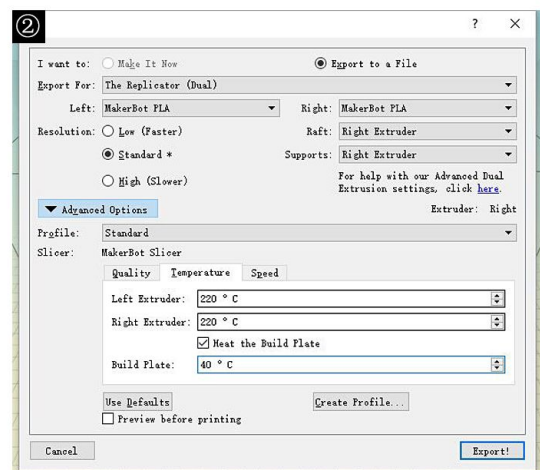 ②
? ×
I want to: Make It Now Export to a File
Export For: The Replicator (Dual)
Left: MakerBot PLA Right: MakerBot PLA
Resolution: Low (Faster) Raft: Right Extruder
Standard * Supports: Right Extruder
High (Slower) For help with our Advanced Dual
Extrusion settings, click here.
Advanced Options Extruder: Right
Profile: Standard
Slicer: MakerBot Slicer
Quality Temperature Speed
Left Extruder: 220 ° C
Right Extruder: 220 ° C
Heat the Build Plate
Build Plate: 40 ° C
Use Defaults Create Profile...
Preview before printing
Cancel Export!